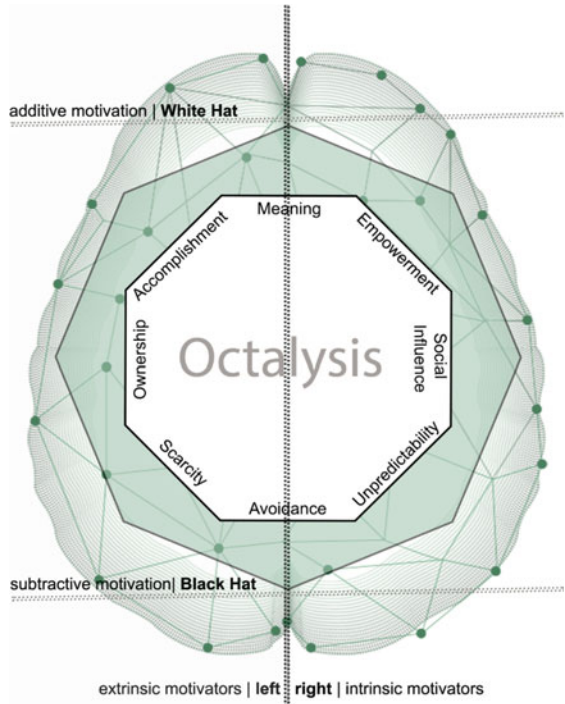 additive motivation | White Hat
Meaning
Accomplishment
Empowerment
Ownership
Octalysis
Social
Influence
Scarcity
Unpredictability
Avoidance
subtractive motivation| Black Hat
extrinsic motivators | left right | intrinsic motivators